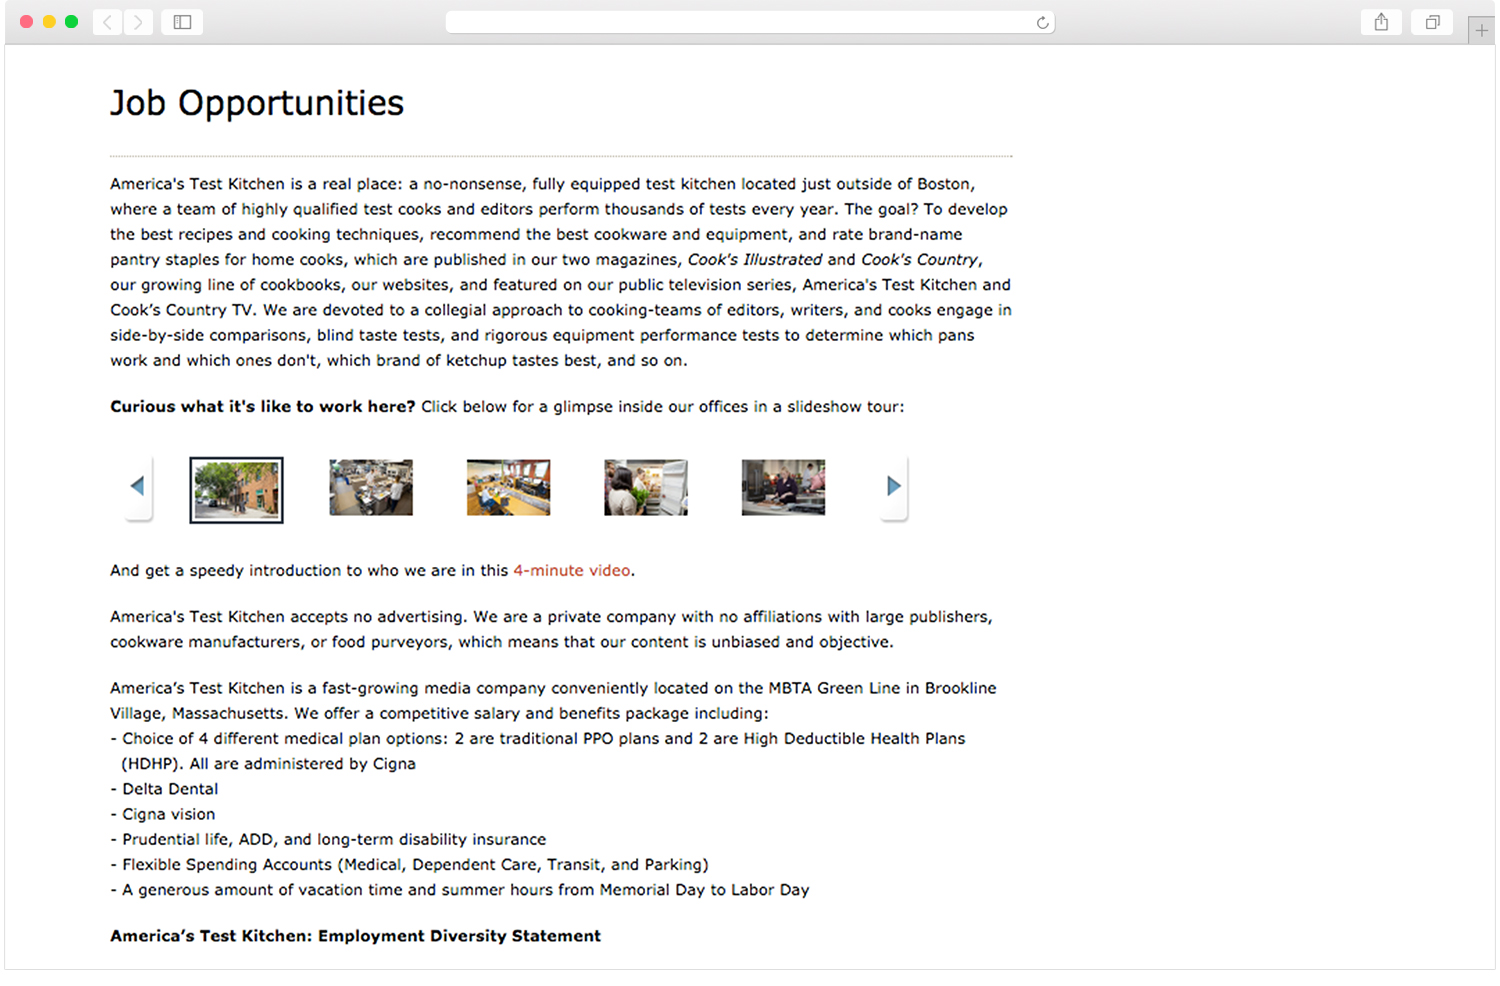 Job Opportunities
America's Test Kitchen is a real place: a no-nonsense, fully equipped test kitchen located just outside of Boston,
where a team of highly qualified test cooks and editors perform thousands of tests every year. The goal? To develop
the best recipes and cooking techniques, recommend the best cookware and equipment, and rate brand-name
pantry staples for home cooks, which are published in our two magazines, Cook's Illustrated and Cook's Country,
our growing line of cookbooks, our websites, and featured on our public television series, America's Test Kitchen and
Cook’s Country TV. We are devoted to a collegial approach to cooking-teams of editors, writers, and cooks engage in
side-by-side comparisons, blind taste tests, and rigorous equipment performance tests to determine which pans
work and which ones don't, which brand of ketchup tastes best, and so on.
Curious what it's like to work here? Click below for a glimpse inside our offices in a slideshow tour:
And get a speedy introduction to who we are in this 4-minute video.
America's Test Kitchen accepts no advertising. We are a private company with no affiliations with large publishers,
cookware manufacturers, or food purveyors, which means that our content is unbiased and objective.
America’s Test Kitchen is a fast-growing media company conveniently located on the MBTA Green Line in Brookline
Village, Massachusetts. We offer a competitive salary and benefits package including:
- Choice of 4 different medical plan options: 2 are traditional PPO plans and 2 are High Deductible Health Plans
(HDHP). All are administered by Cigna
- Delta Dental
- Cigna vision
- Prudential life, ADD, and long-term disability insurance
- Flexible Spending Accounts (Medical, Dependent Care, Transit, and Parking)
- A generous amount of vacation time and summer hours from Memorial Day to Labor Day
America’s Test Kitchen: Employment Diversity Statement